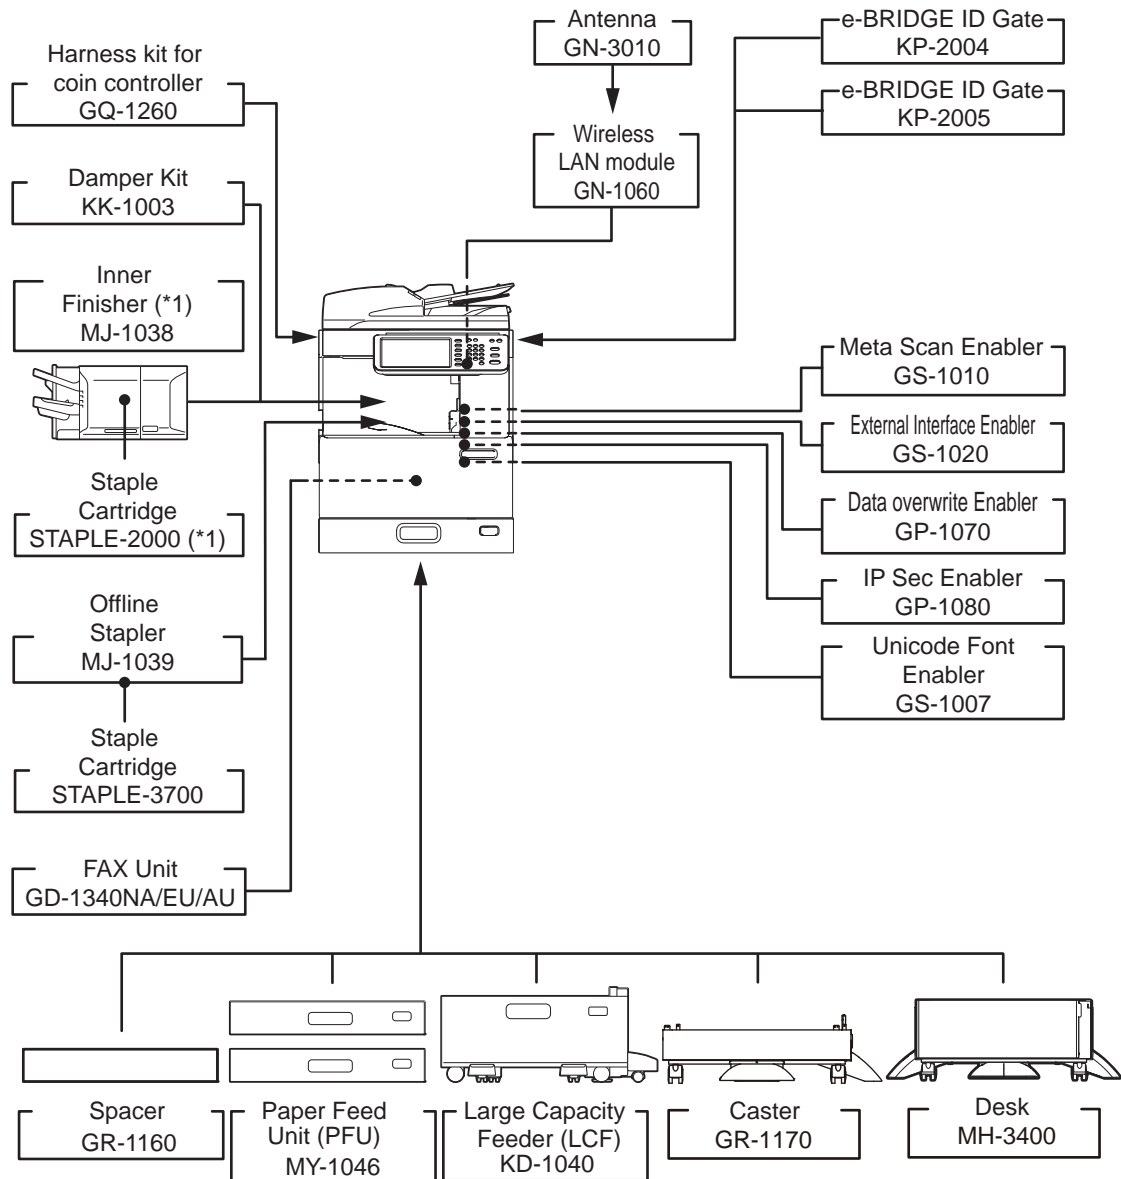 Antenna
GN-3010
e-BRIDGE ID Gate
KP-2004
Harness kit for
coin controller
GQ-1260
e-BRIDGE ID Gate
KP-2005
Wireless
LAN module
GN-1060
Damper Kit
KK-1003
Inner
Finisher (*1)
MJ-1038
Meta Scan Enabler
GS-1010
External Interface Enabler
GS-1020
Staple
Cartridge
STAPLE-2000 (*1)
Data overwrite Enabler
GP-1070
IP Sec Enabler
GP-1080
Offline
Stapler
MJ-1039
Unicode Font
Enabler
GS-1007
Staple
Cartridge
STAPLE-3700
FAX Unit
GD-1340NA/EU/AU
Spacer
GR-1160
Paper Feed
Unit (PFU)
MY-1046
Large Capacity
Feeder (LCF)
KD-1040
Caster
GR-1170
Desk
MH-3400